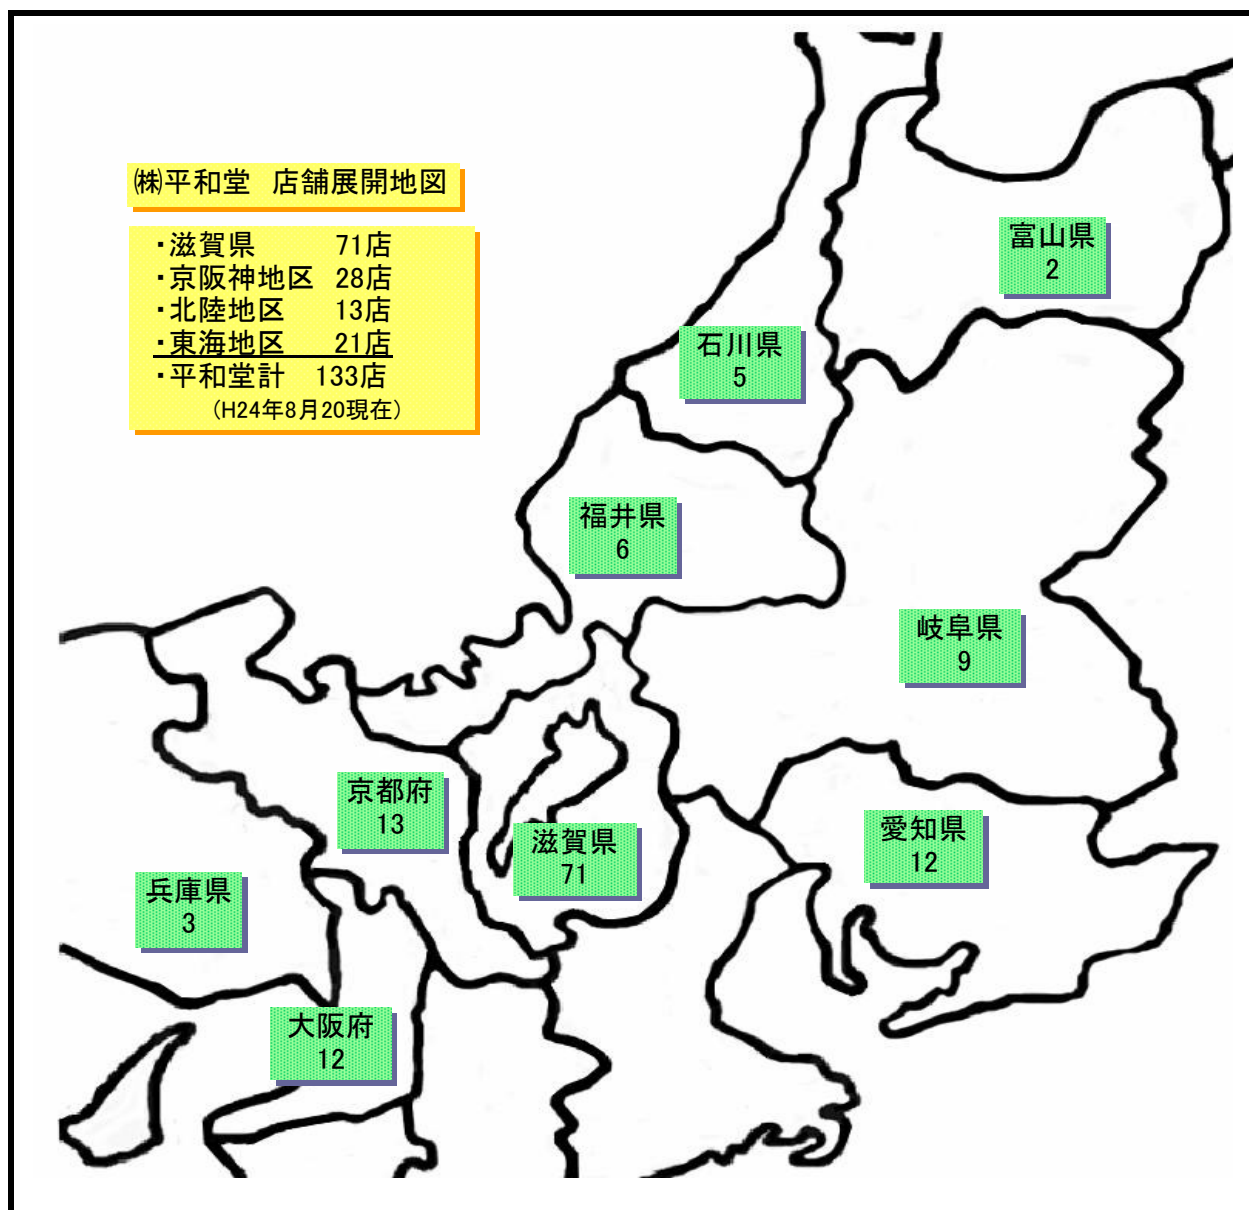 ㈱平和堂 店舗展開地図
・滋賀県 71店
・京阪神地区 28店
・北陸地区 13店
・東海地区 21店
・平和堂計 133店
（H24年8月20現在）
富山県
2
石川県
5
福井県
6
岐阜県
9
京都府
13
滋賀県
71
愛知県
12
兵庫県
3
大阪府
12